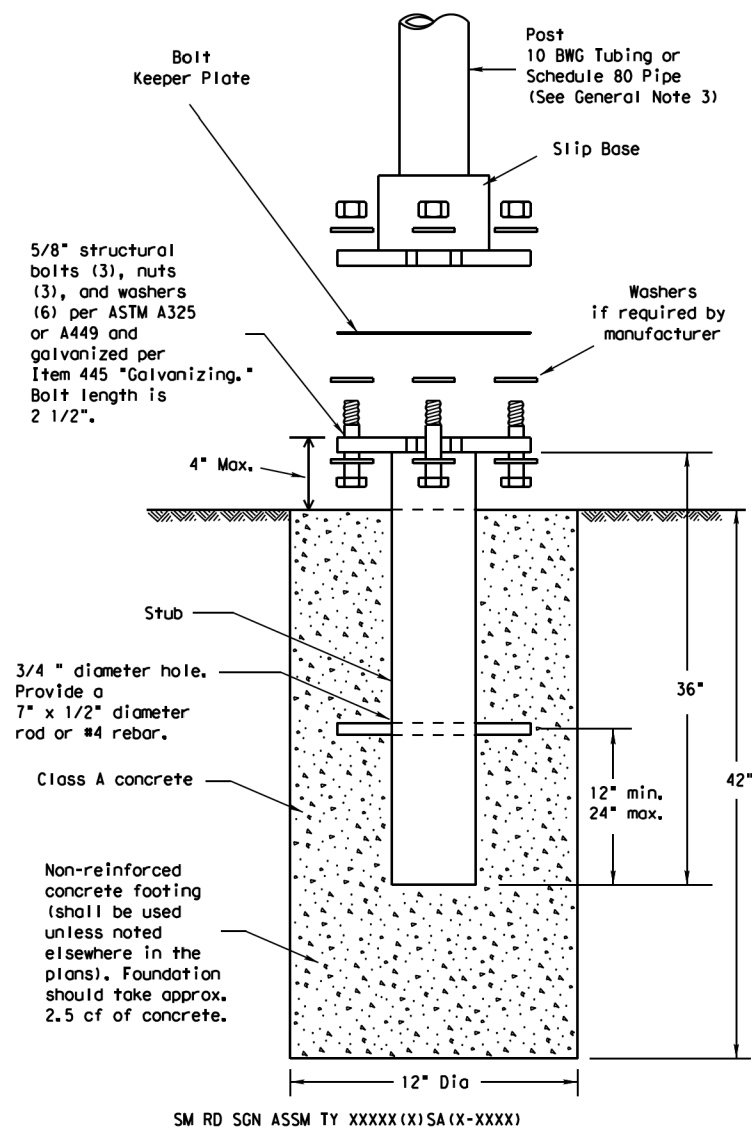 Bolt
Keeper Plate
Post
10 BWG Tubing or
Schedule 80 Pipe
(See General Note 3)
Slip Base
5/8" structural
bolts (3), nuts
(3), and washers
(6) per ASTM A325
or A449 and
galvanized per
Item 445 "Galvanizing."
Bolt length is
2 1/2".
Washers
if required by
manufacturer
4" Max.
Stub
3/4 " diameter hole.
Provide a
7" x 1/2" diameter
rod or #4 rebar.
36"
12" min.
24" max.
42"
Class A concrete
Non-reinforced
concrete footing
(shall be used
unless noted
elsewhere in the
plans). Foundation
should take approx.
2.5 cf of concrete.
12" Dia
SM RD SGN ASSM TY XXXXX(X)SA(X-XXXX)